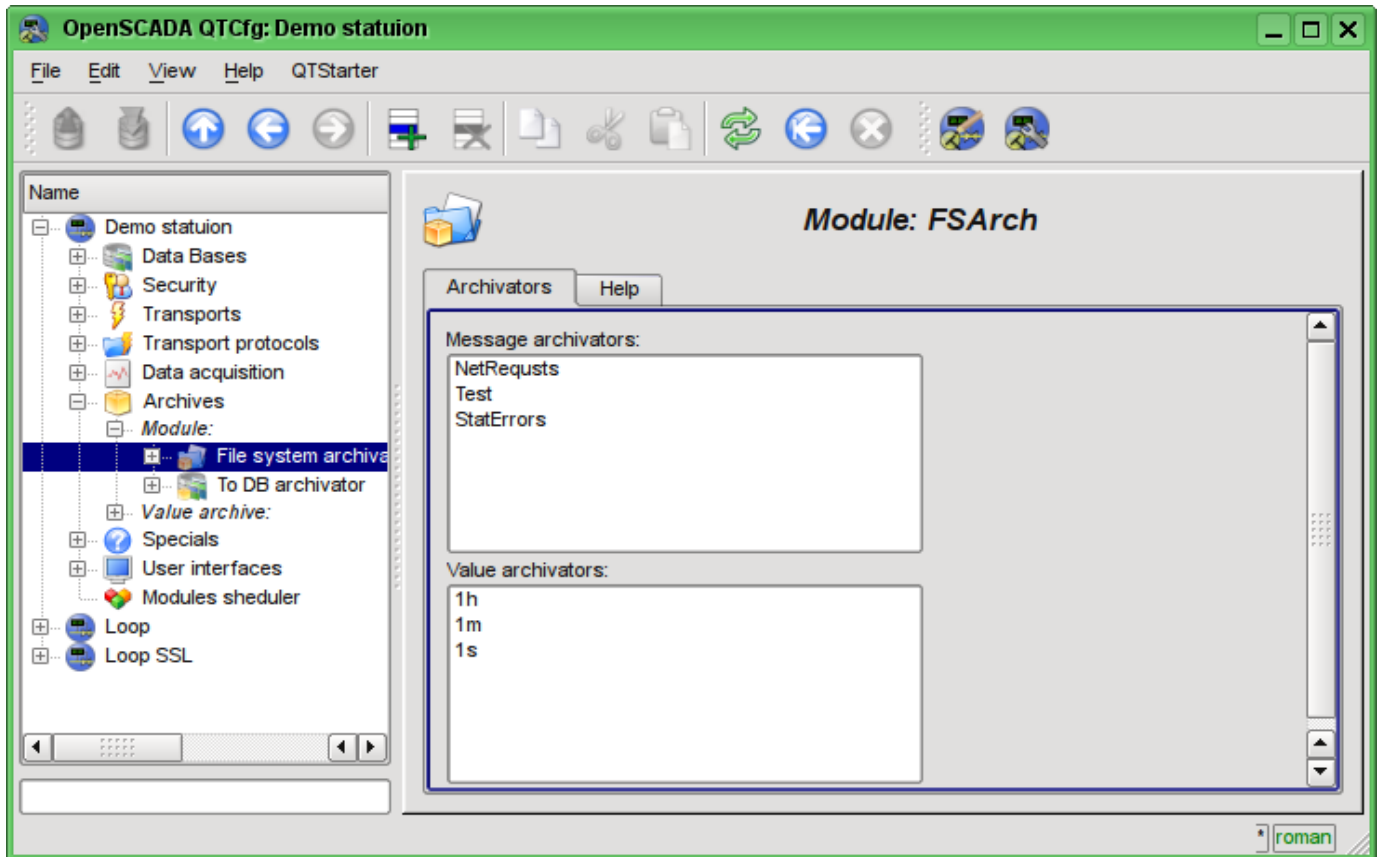 OpenSCADA QTCfg: Demo statuion
File Edit View Help QTStarter
Name
Demo statuion
Data Bases
Security
Transports
Transport protocols
Data acquisition
Archives
Module:
File system archiva
To DB archivator
Value archive:
Specials
User interfaces
Modules sheduler
Loop
Loop SSL
Module: FSArch
Archivators Help
Message archivators:
NetRequsts
Test
StatErrors
Value archivators:
1h
1m
1s
* roman